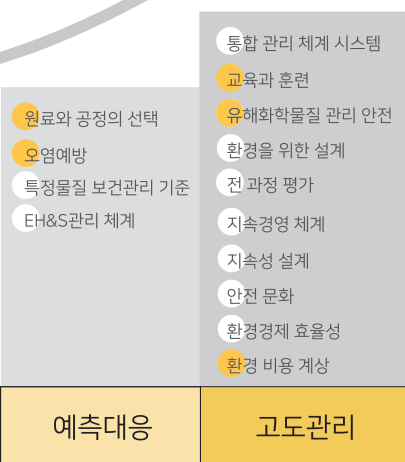 원료와 공정의 선택
오염예방
특정물질 보건관리 기준
EH&S관리 체계
예측대응
통합 관리 체계 시스템
교육과 훈련
유해화학물질 관리 안전
환경을 위한 설계
전 과정 평가
지속경영 체계
지속성 설계
안전 문화
환경경제 효율성
환경 비용 계상
고도관리